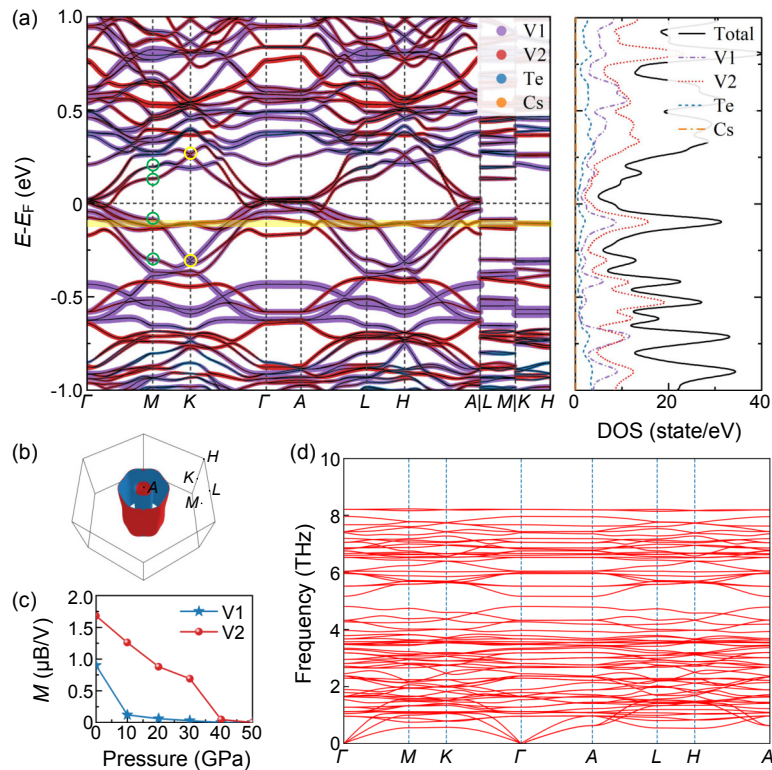 (a)
1.0
0.5
0
-0.5
-1.0
E-E_F (eV)
V1
V2
Te
Cs
Γ M K Γ A L H A|L M|K H
Total
V1
V2
Te
Cs
0 20 40
DOS (state/eV)
(b)
H
K
L
A
M
(c)
2.0
1.5
1.0
0.5
0
M (μB/V)
V1
V2
0 10 20 30 40 50
Pressure (GPa)
(d)
10
8
6
4
2
0
Frequency (THz)
Γ M K Γ A L H A